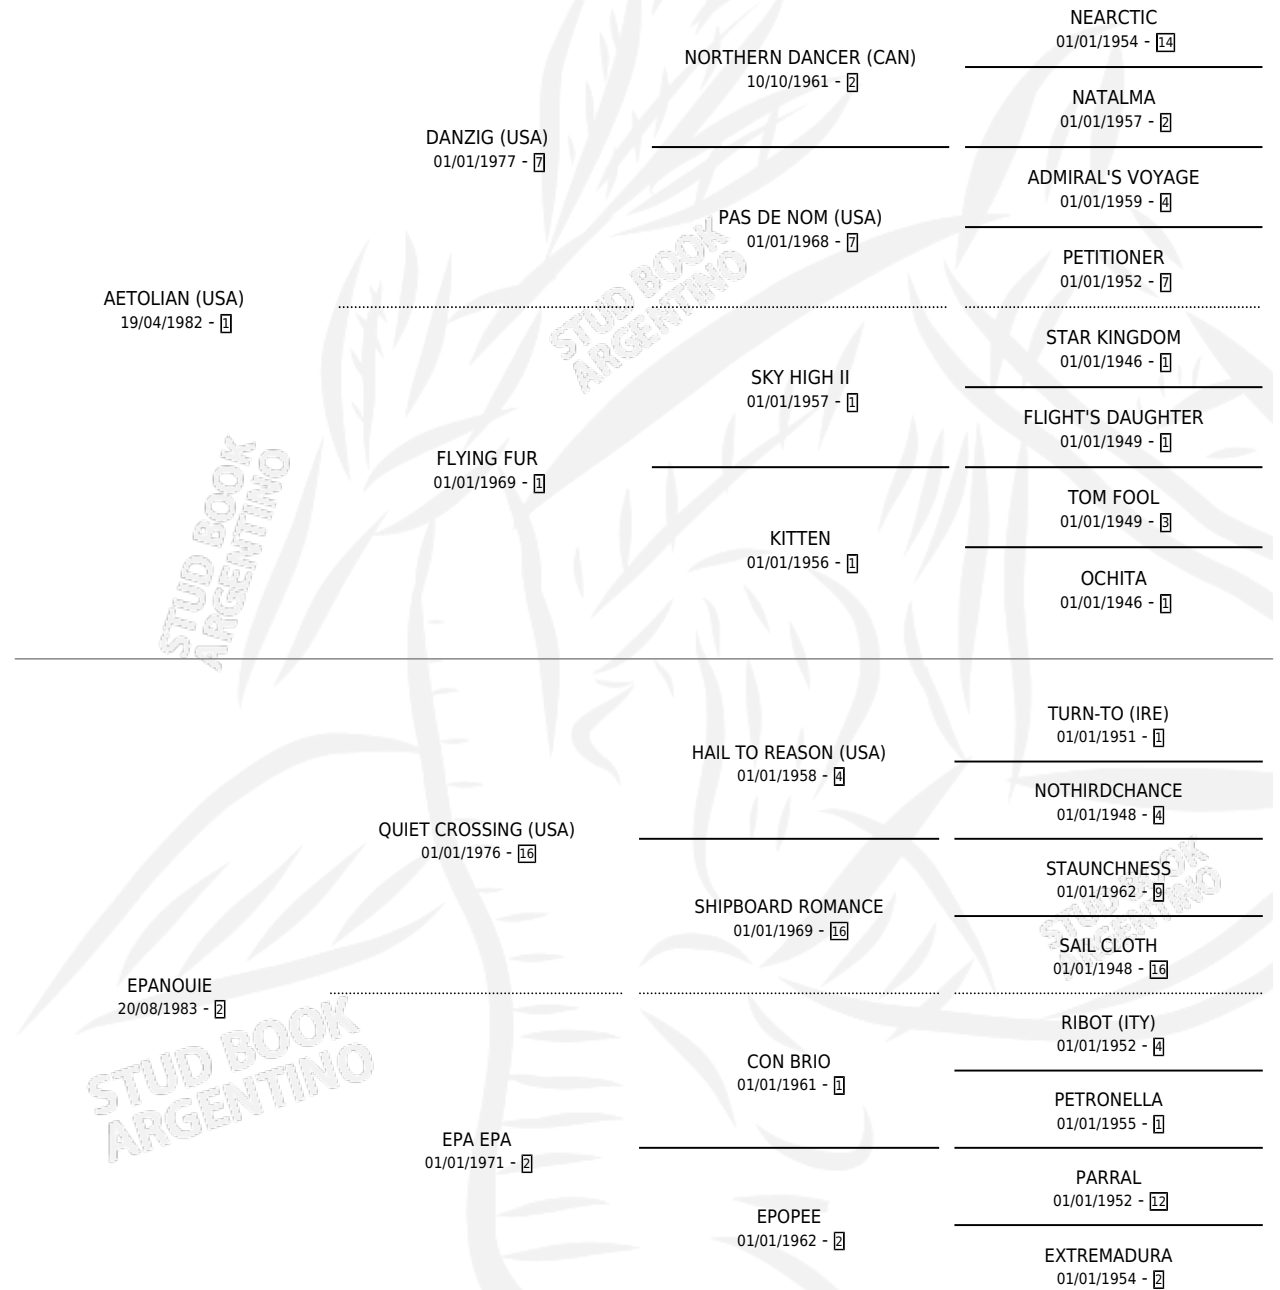 NEARCTIC
01/01/1954 - 14
NORTHERN DANCER (CAN)
10/10/1961 - 2
NATALMA
01/01/1957 - 2
DANZIG (USA)
01/01/1977 - 7
ADMIRAL'S VOYAGE
01/01/1959 - 4
PAS DE NOM (USA)
01/01/1968 - 7
PETITIONER
01/01/1952 - 7
AETOLIAN (USA)
19/04/1982 - 1
STAR KINGDOM
01/01/1946 - 1
SKY HIGH II
01/01/1957 - 1
FLIGHT'S DAUGHTER
01/01/1949 - 1
FLYING FUR
01/01/1969 - 1
TOM FOOL
01/01/1949 - 3
KITTEN
01/01/1956 - 1
OCHITA
01/01/1946 - 1
STUD BOOK
ARGENTINO
STUD BOOK
ARGENTINO
TURN-TO (IRE)
01/01/1951 - 1
HAIL TO REASON (USA)
01/01/1958 - 4
NOTHIRDCHANCE
01/01/1948 - 4
QUIET CROSSING (USA)
01/01/1976 - 16
STAUNCHNESS
01/01/1962 - 9
SHIPBOARD ROMANCE
01/01/1969 - 16
SAIL CLOTH
01/01/1948 - 16
EPANOUIE
20/08/1983 - 2
RIBOT (ITY)
01/01/1952 - 4
CON BRIO
01/01/1961 - 1
PETRONELLA
01/01/1955 - 1
EPA EPA
01/01/1971 - 2
PARRAL
01/01/1952 - 12
EPOPEE
01/01/1962 - 2
EXTREMADURA
01/01/1954 - 2
STUD BOOK
ARGENTINO
STUD BOOK
ARGENTINO